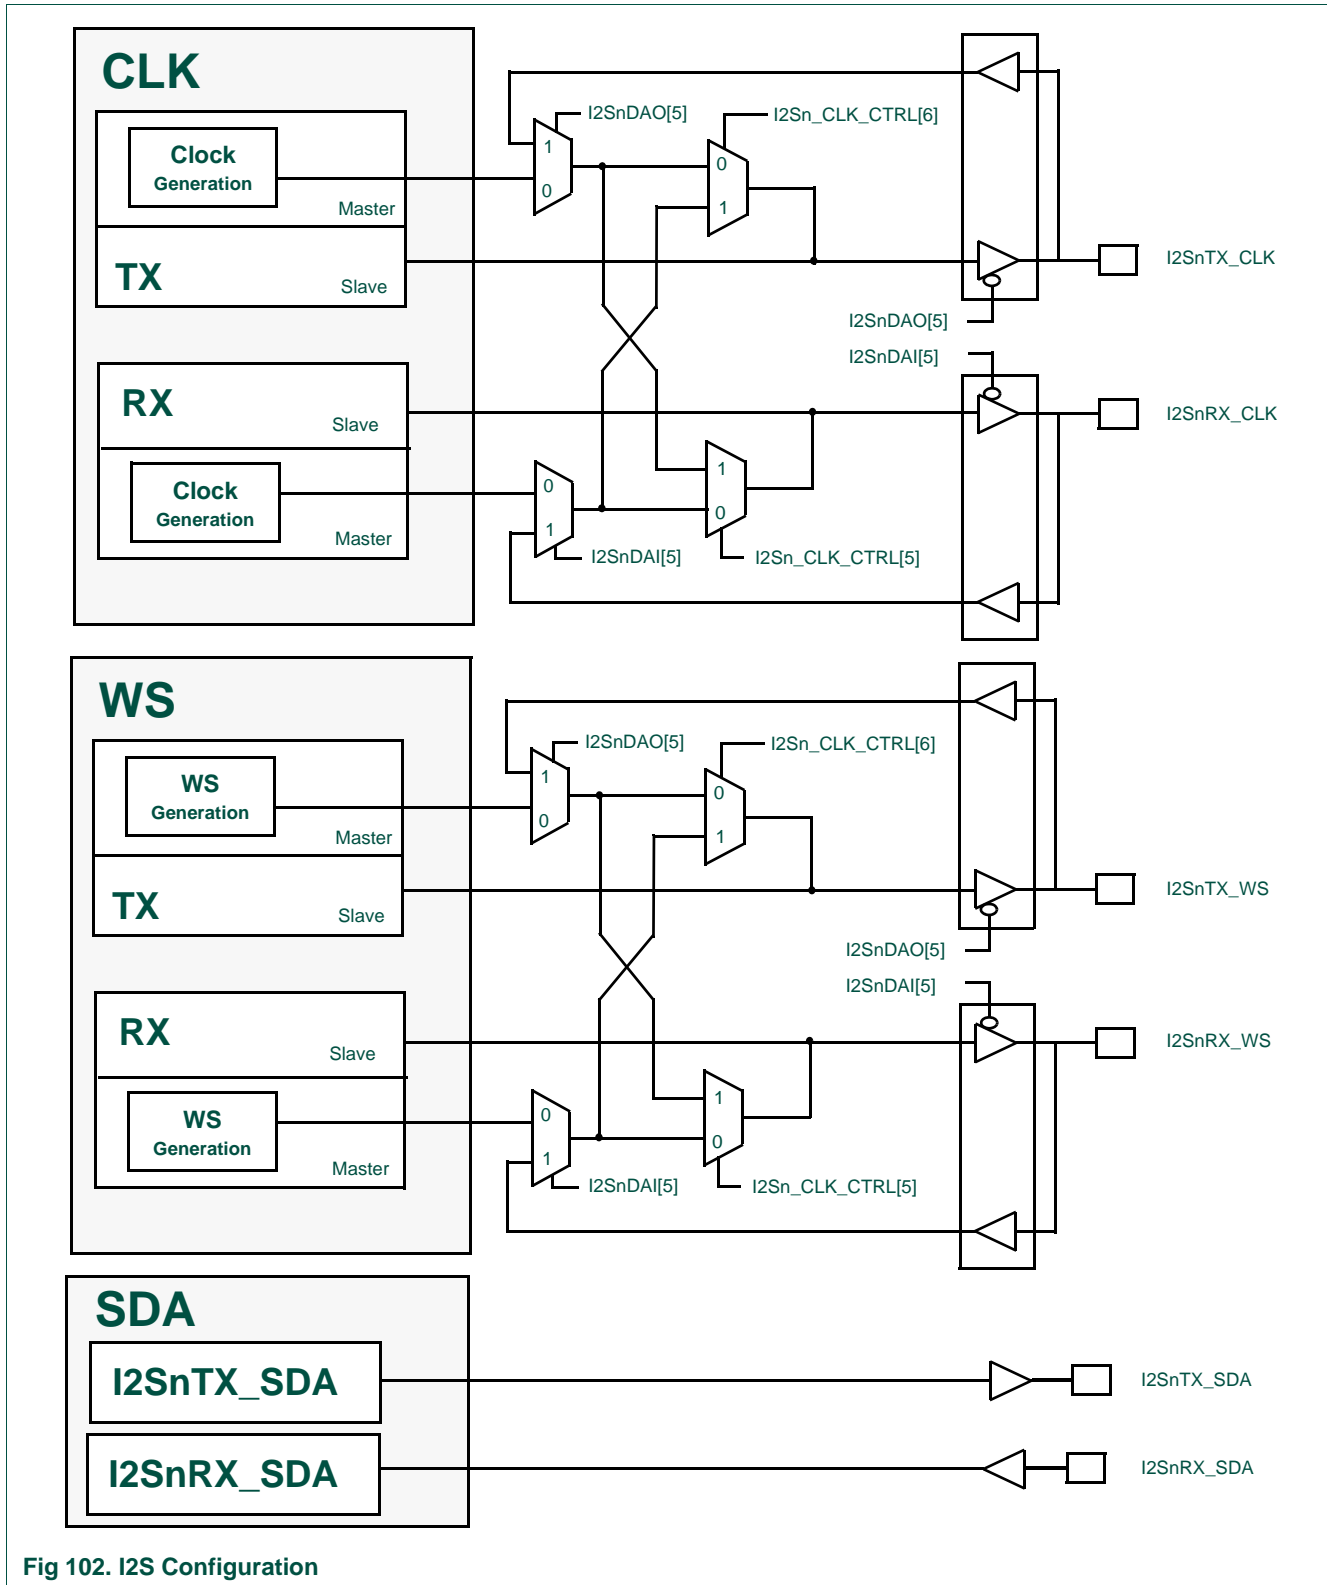 CLK
I2SnDAO[5]
I2Sn_CLK_CTRL[6]
Clock
Generation
1
0
0
1
Master
TX
Slave
I2SnTX_CLK
I2SnDAO[5]
I2SnDAI[5]
RX
Slave
I2SnRX_CLK
Clock
Generation
0
1
1
0
Master
I2SnDAI[5]
I2Sn_CLK_CTRL[5]
WS
I2SnDAO[5]
I2Sn_CLK_CTRL[6]
WS
Generation
1
0
0
1
Master
TX
Slave
I2SnTX_WS
I2SnDAO[5]
I2SnDAI[5]
RX
Slave
I2SnRX_WS
WS
Generation
0
1
1
0
Master
I2SnDAI[5]
I2Sn_CLK_CTRL[5]
SDA
I2SnTX_SDA
I2SnTX_SDA
I2SnRX_SDA
I2SnRX_SDA
Fig 102. I2S Configuration